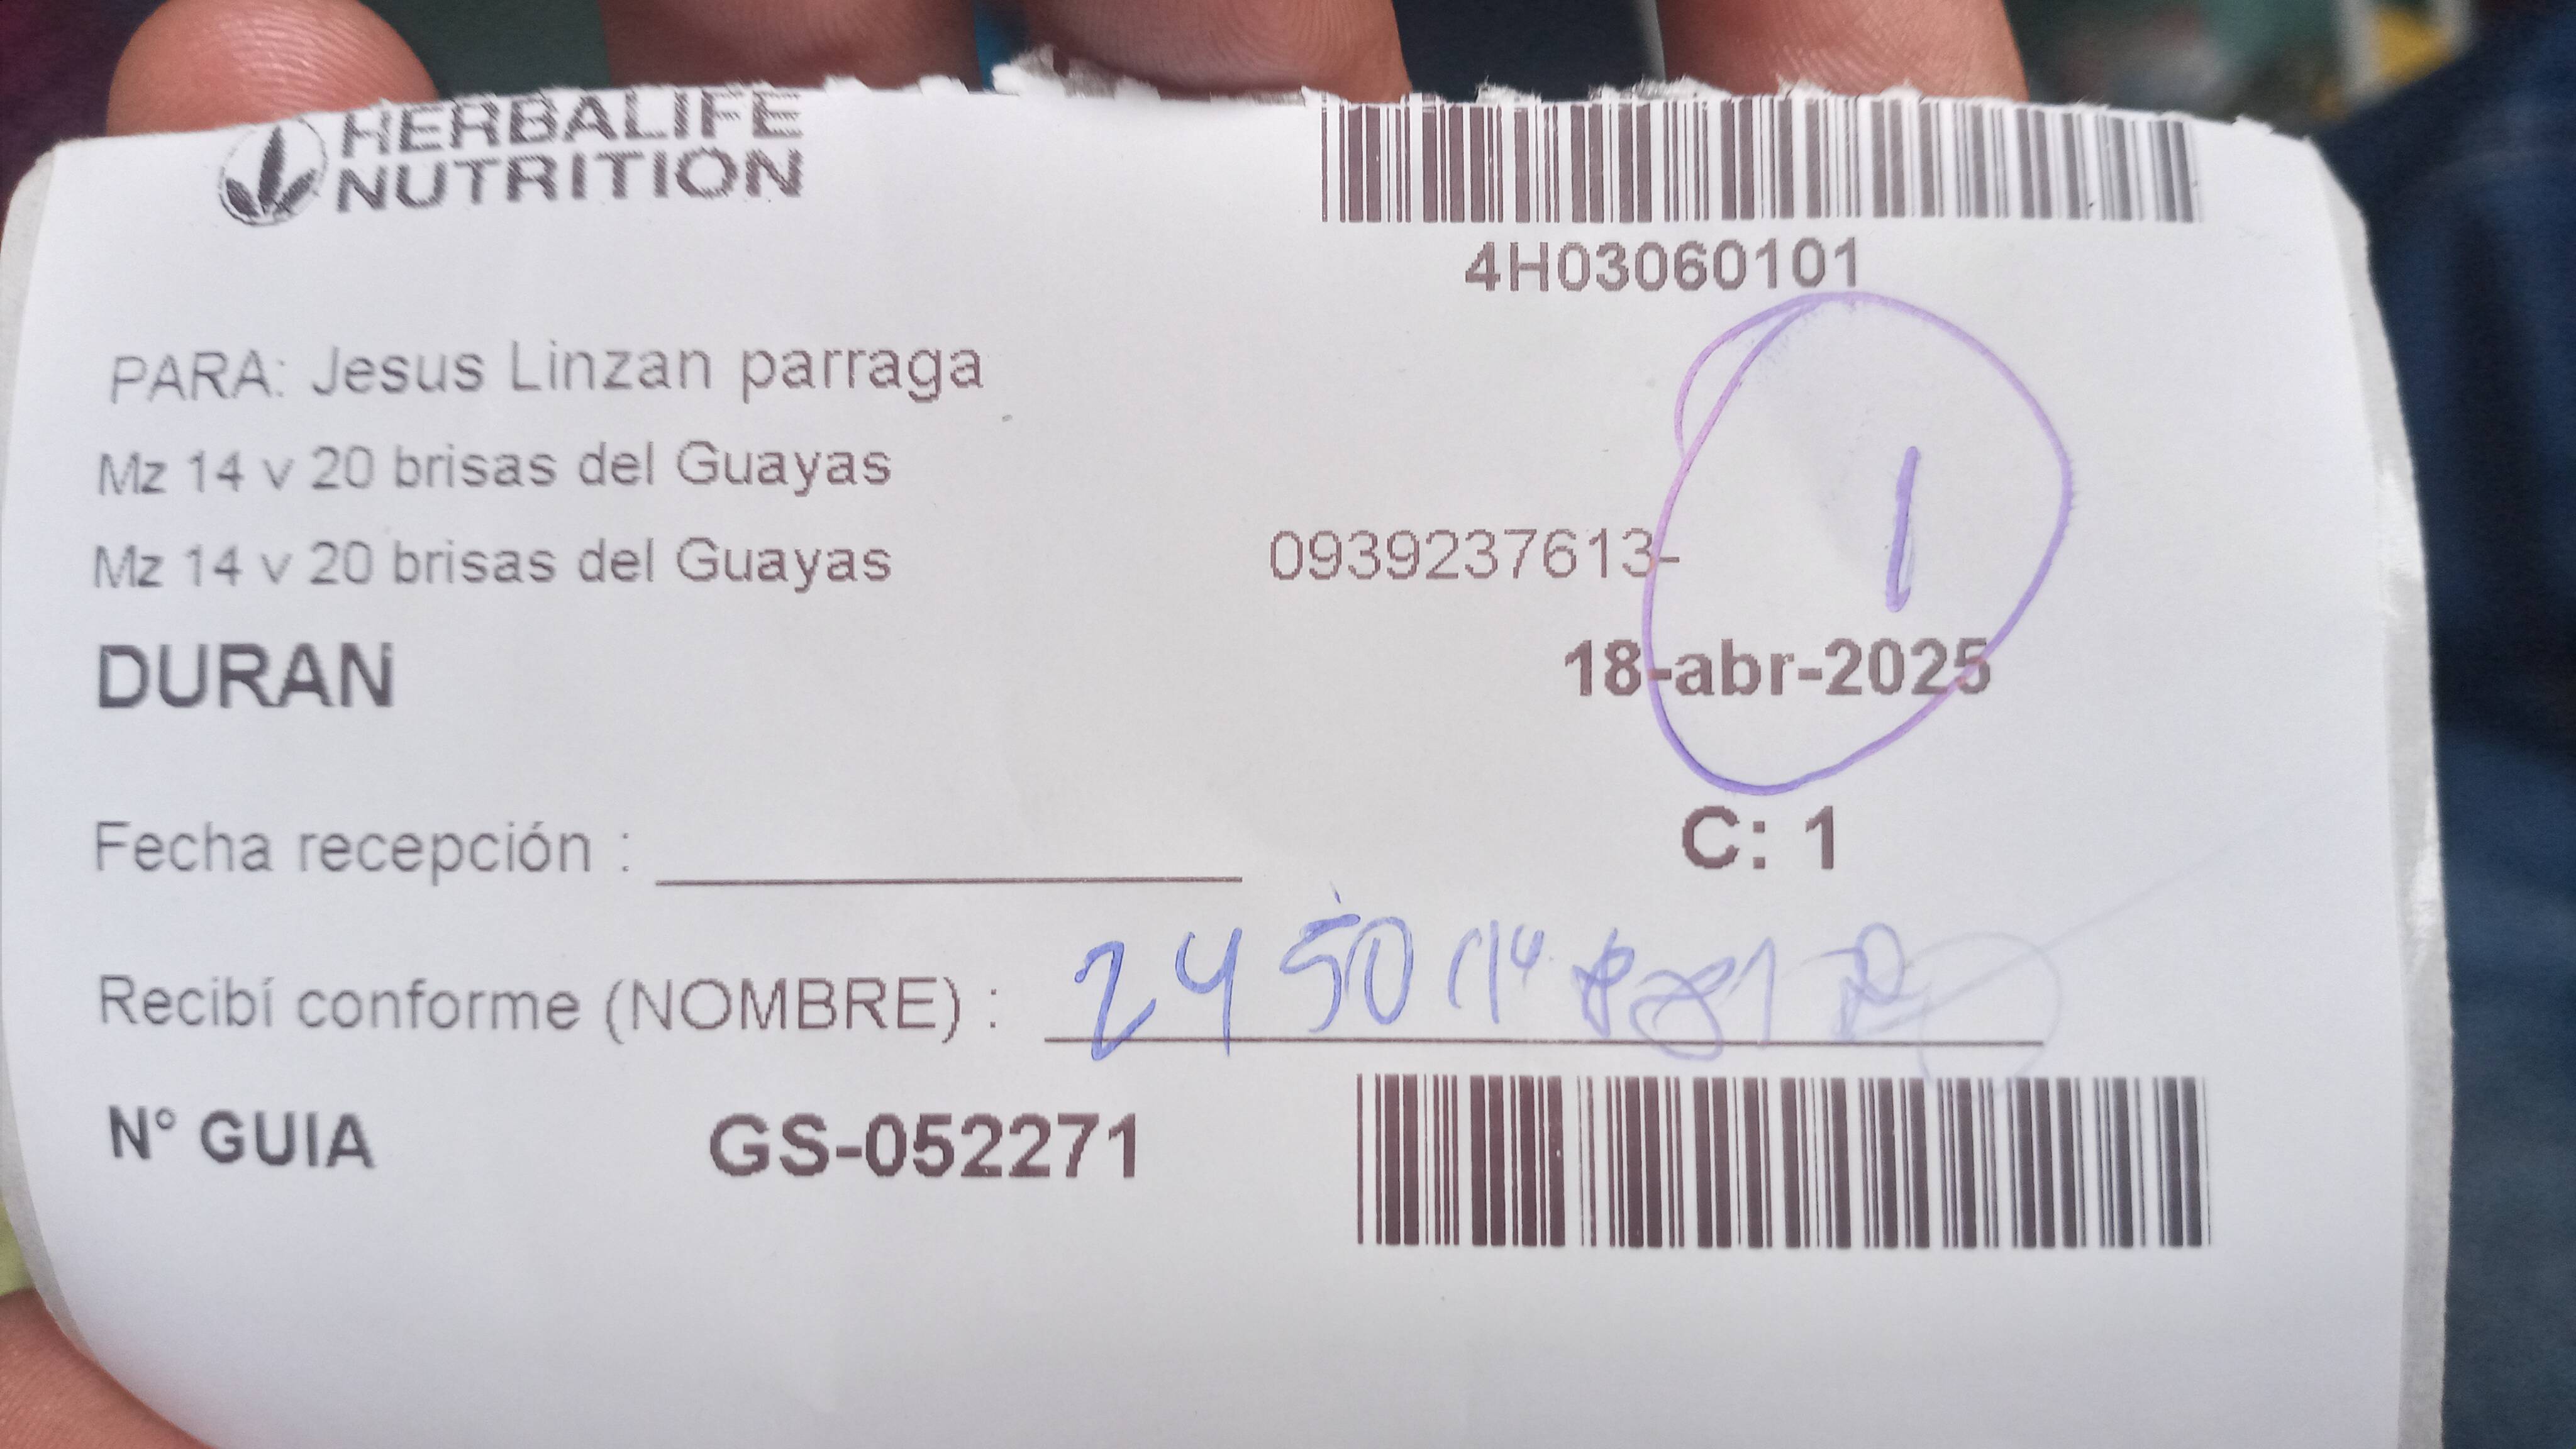 HERBALIFE
NUTRITION
4H03060101
PARA: Jesus Linzan parraga
Mz 14 v 20 brisas del Guayas
1
Mz 14 v 20 brisas del Guayas 0939237613-
DURAN 18-abr-2025
C: 1
Fecha recepción :
Recibí conforme (NOMBRE) : 2450
N° GUIA GS-052271